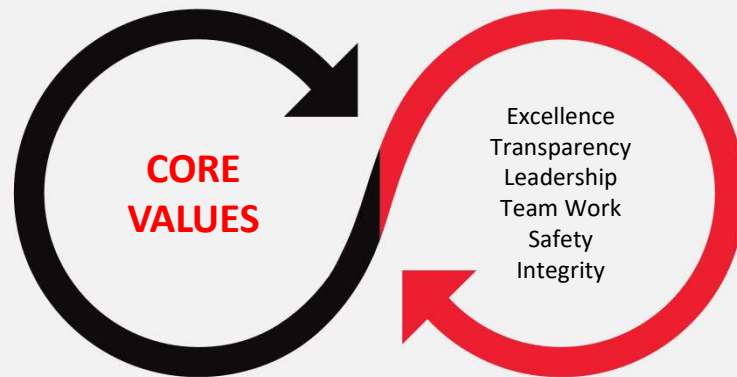 CORE
VALUES
Excellence
Transparency
Leadership
Team Work
Safety
Integrity